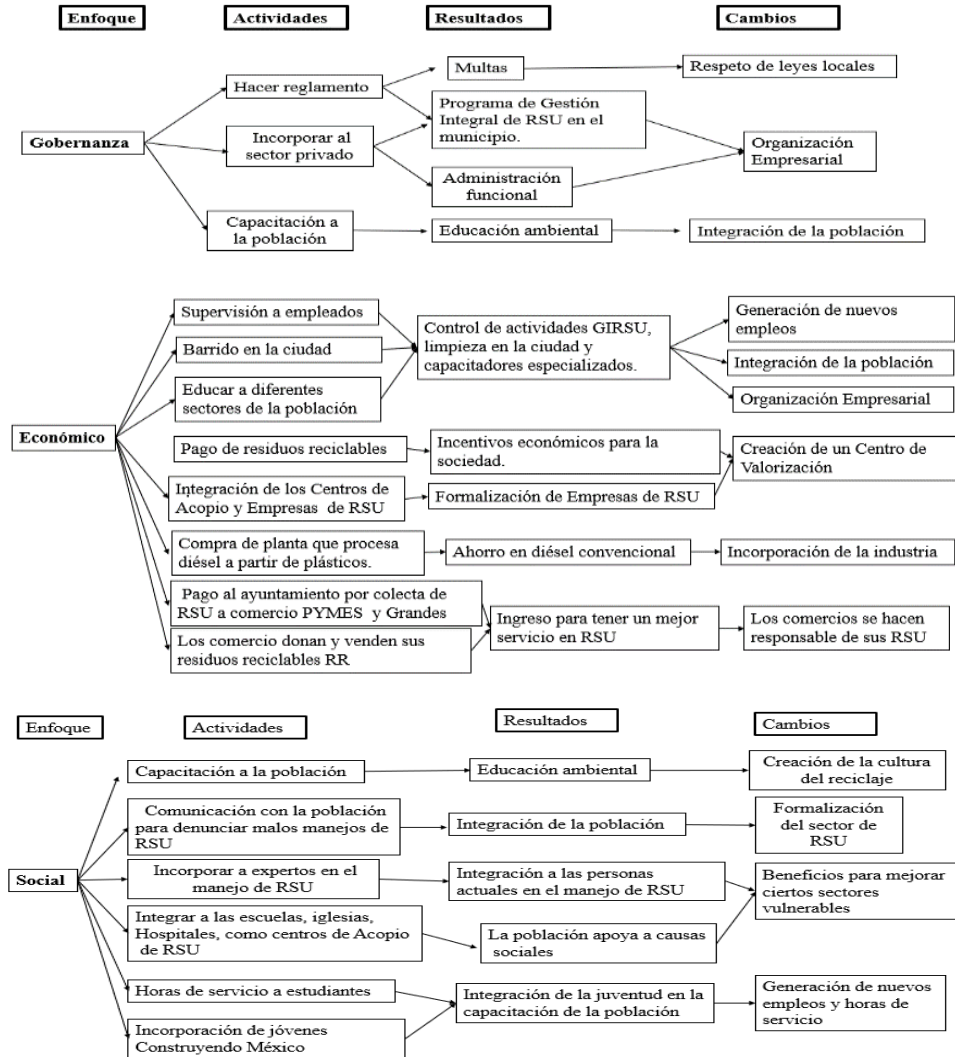 Enfoque
Actividades
Resultados
Cambios
Gobernanza
Hacer reglamento
Multas
Respeto de leyes locales
Programa de Gestión
Integral de RSU en el
municipio.
Incorporar al
sector privado
Organización
Empresarial
Administración
funcional
Capacitación a
la población
Educación ambiental
Integración de la población
Económico
Supervisión a empleados
Barrido en la ciudad
Educar a diferentes
sectores de la población
Control de actividades GIRSU,
limpieza en la ciudad y
capacitadores especializados.
Generación de nuevos
empleos
Integración de la población
Organización Empresarial
Pago de residuos reciclables
Incentivos económicos para la
sociedad.
Creación de un Centro de
Valorización
Integración de los Centros de
Acopio y Empresas de RSU
Formalización de Empresas de RSU
Compra de planta que procesa
diésel a partir de plásticos.
Ahorro en diésel convencional
Incorporación de la industria
Pago al ayuntamiento por colecta de
RSU a comercio PYMES y Grandes
Los comercio donan y venden sus
residuos reciclables RR
Ingreso para tener un mejor
servicio en RSU
Los comercios se hacen
responsable de sus RSU
Enfoque
Actividades
Resultados
Cambios
Social
Capacitación a la población
Educación ambiental
Creación de la cultura
del reciclaje
Comunicación con la población
para denunciar malos manejos de
RSU
Integración de la población
Formalización
del sector de
RSU
Incorporar a expertos en el
manejo de RSU
Integración a las personas
actuales en el manejo de RSU
Beneficios para mejorar
ciertos sectores
vulnerables
Integrar a las escuelas, iglesias,
Hospitales, como centros de Acopio
de RSU
La población apoya a causas
sociales
Horas de servicio a estudiantes
Incorporación de jóvenes
Construyendo México
Integración de la juventud en la
capacitación de la población
Generación de nuevos
empleos y horas de
servicio